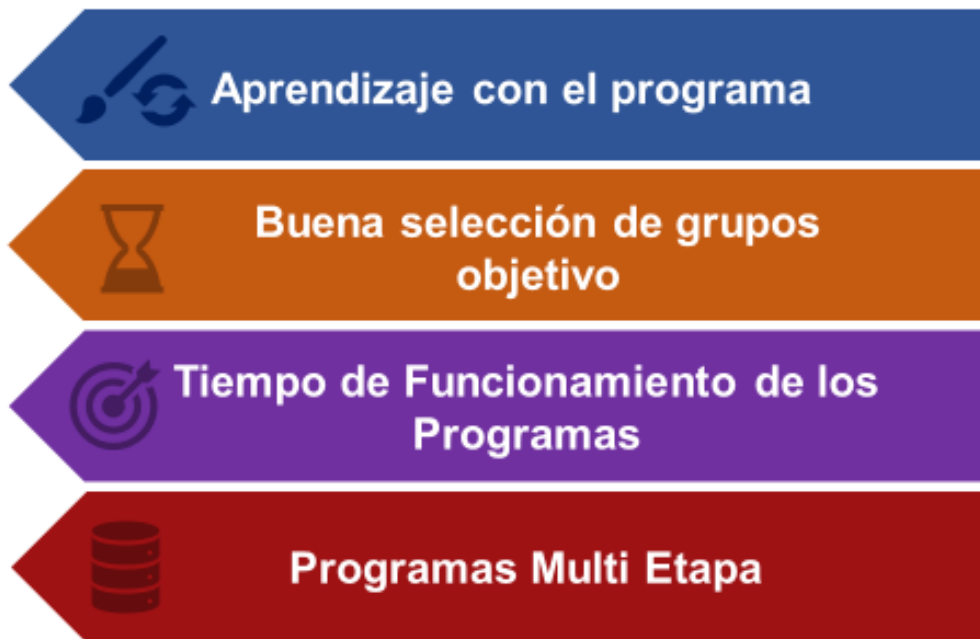 Aprendizaje con el programa
Buena selección de grupos
objetivo
Tiempo de Funcionamiento de los
Programas
Programas Multi Etapa